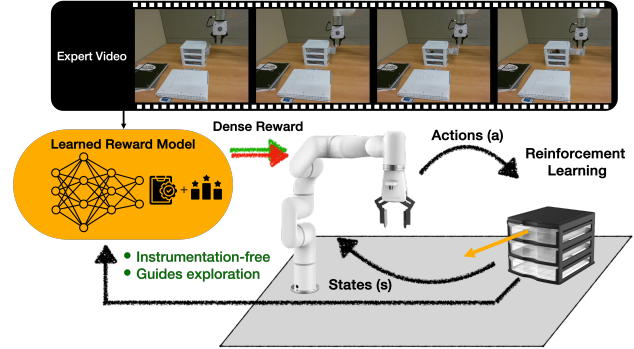 Expert Video
Learned Reward Model
Dense Reward
Actions (a)
Reinforcement
Learning
• Instrumentation-free
• Guides exploration
States (s)